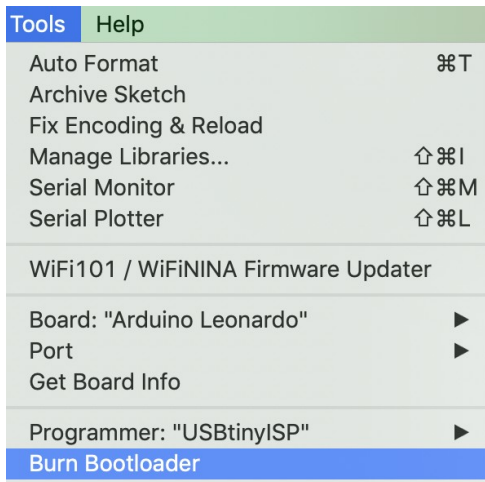 Tools Help
Auto Format ⌘T
Archive Sketch
Fix Encoding & Reload
Manage Libraries... ⇧⌘I
Serial Monitor ⇧⌘M
Serial Plotter ⇧⌘L
WiFi101 / WiFiNINA Firmware Updater
Board: "Arduino Leonardo" ▶
Port ▶
Get Board Info
Programmer: "USBtinyISP" ▶
Burn Bootloader